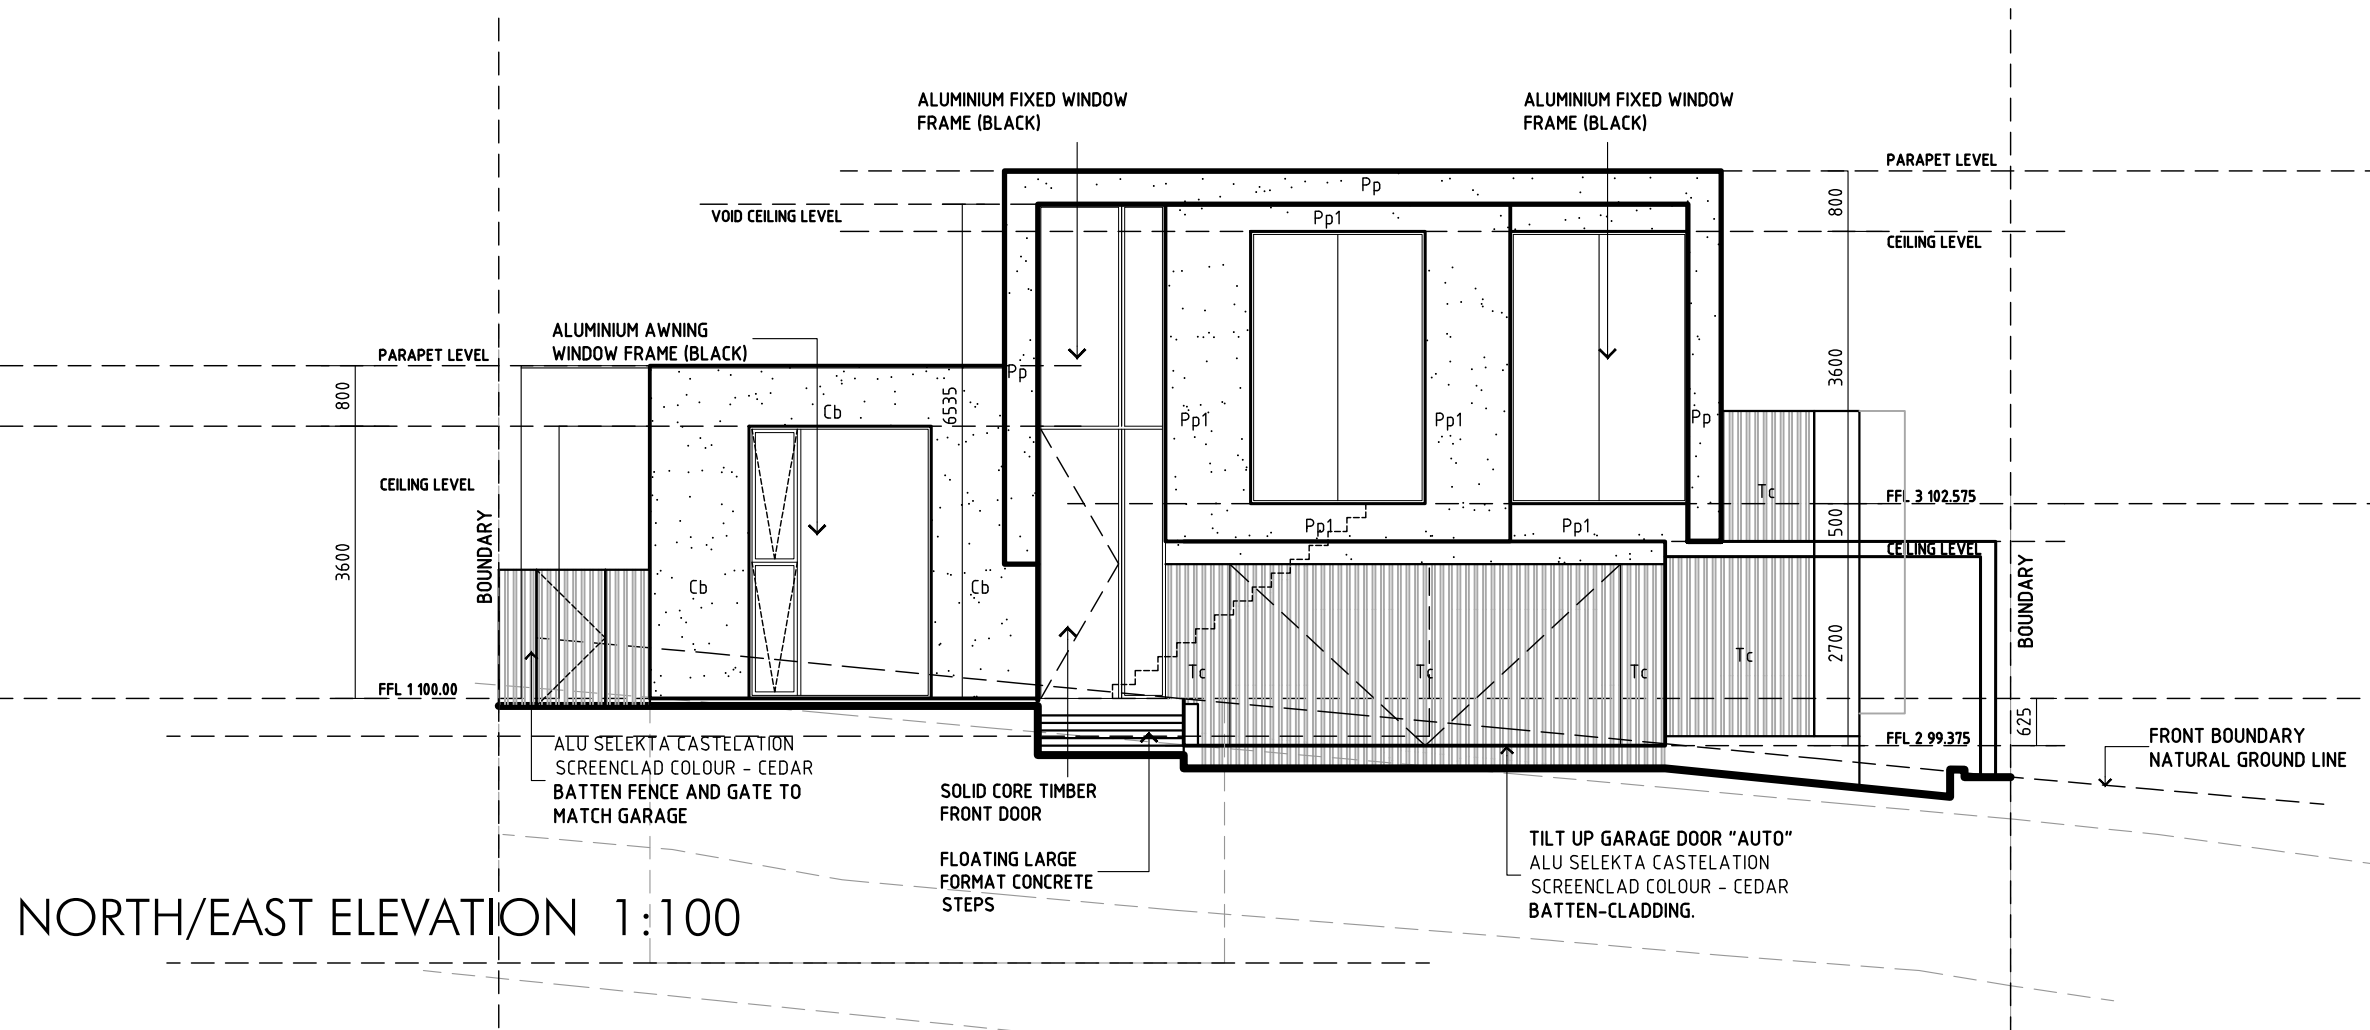 ALUMINIUM FIXED WINDOW
FRAME (BLACK)
ALUMINIUM FIXED WINDOW
FRAME (BLACK)
PARAPET LEVEL
Pp
800
VOID CEILING LEVEL
Pp1
CEILING LEVEL
ALUMINIUM AWNING
WINDOW FRAME (BLACK)
PARAPET LEVEL
Pp
3600
800
Cb
6535
Pp1
Pp1
Pp
CEILING LEVEL
Tc
FFL 3 102.575
BOUNDARY
Pp1
Pp1
500
CEILING LEVEL
3600
Cb
Cb
BOUNDARY
2700
Tc
Tc
Tc
Tc
FFL 1 100.00
625
FFL 2 99.375
FRONT BOUNDARY
NATURAL GROUND LINE
ALU SELEKTA CASTELATION
SCREENCLAD COLOUR - CEDAR
BATTEN FENCE AND GATE TO
MATCH GARAGE
SOLID CORE TIMBER
FRONT DOOR
FLOATING LARGE
FORMAT CONCRETE
STEPS
TILT UP GARAGE DOOR "AUTO"
ALU SELEKTA CASTELATION
SCREENCLAD COLOUR - CEDAR
BATTEN-CLADDING.
NORTH/EAST ELEVATION 1:100